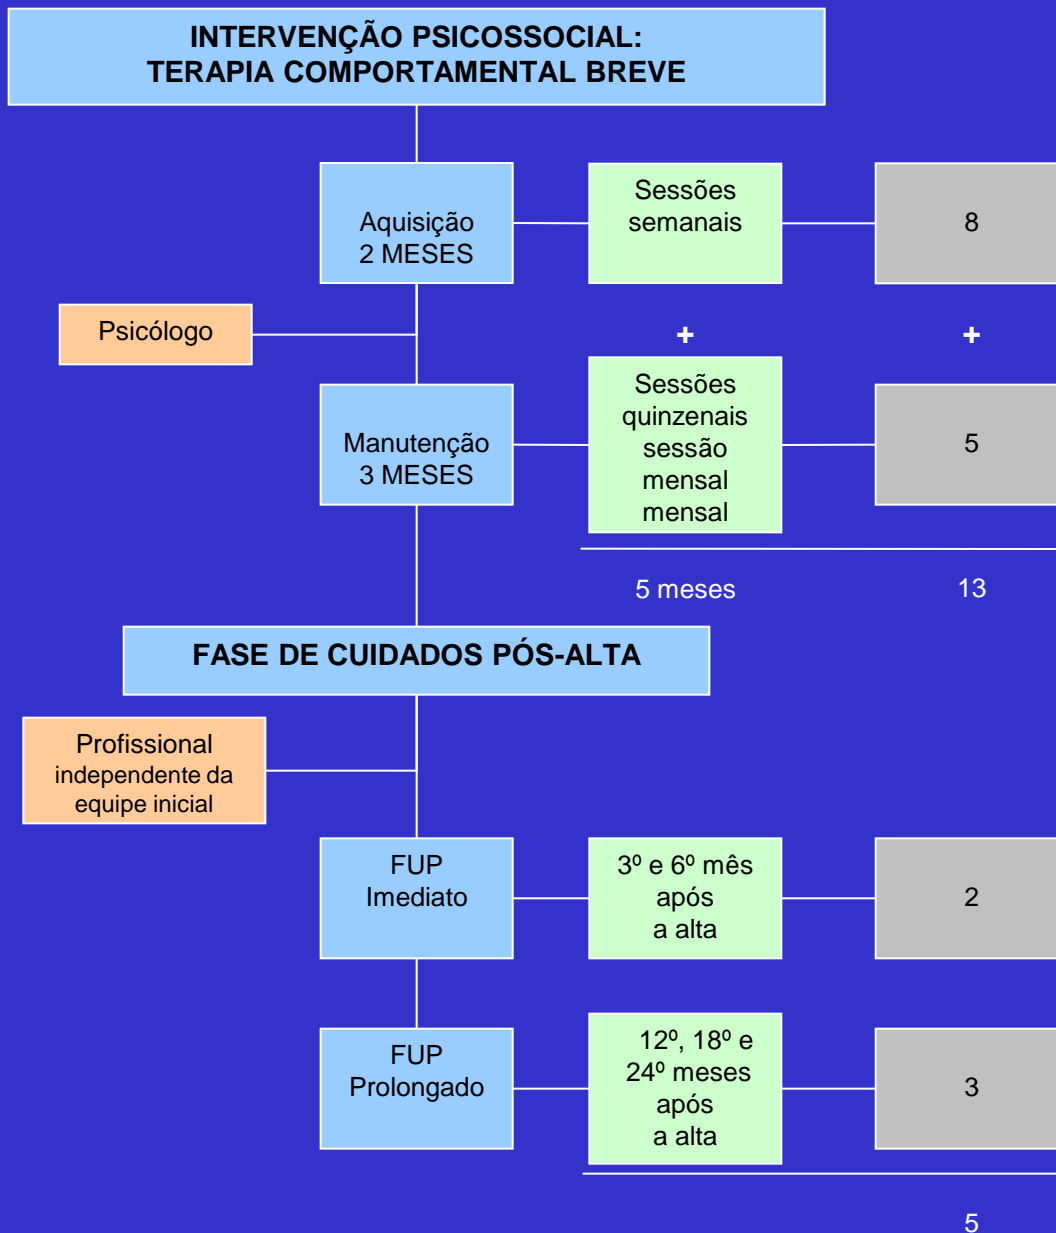 INTERVENÇÃO PSICOSSOCIAL:
TERAPIA COMPORTAMENTAL BREVE
Aquisição
2 MESES
Sessões
semanais
8
Psicólogo
+
+
Manutenção
3 MESES
Sessões
quinzenais
sessão
mensal
mensal
5
5 meses
13
FASE DE CUIDADOS PÓS-ALTA
Profissional
independente da
equipe inicial
FUP
Imediato
3º e 6º mês
após
a alta
2
FUP
Prolongado
12º, 18º e
24º meses
após
a alta
3
5